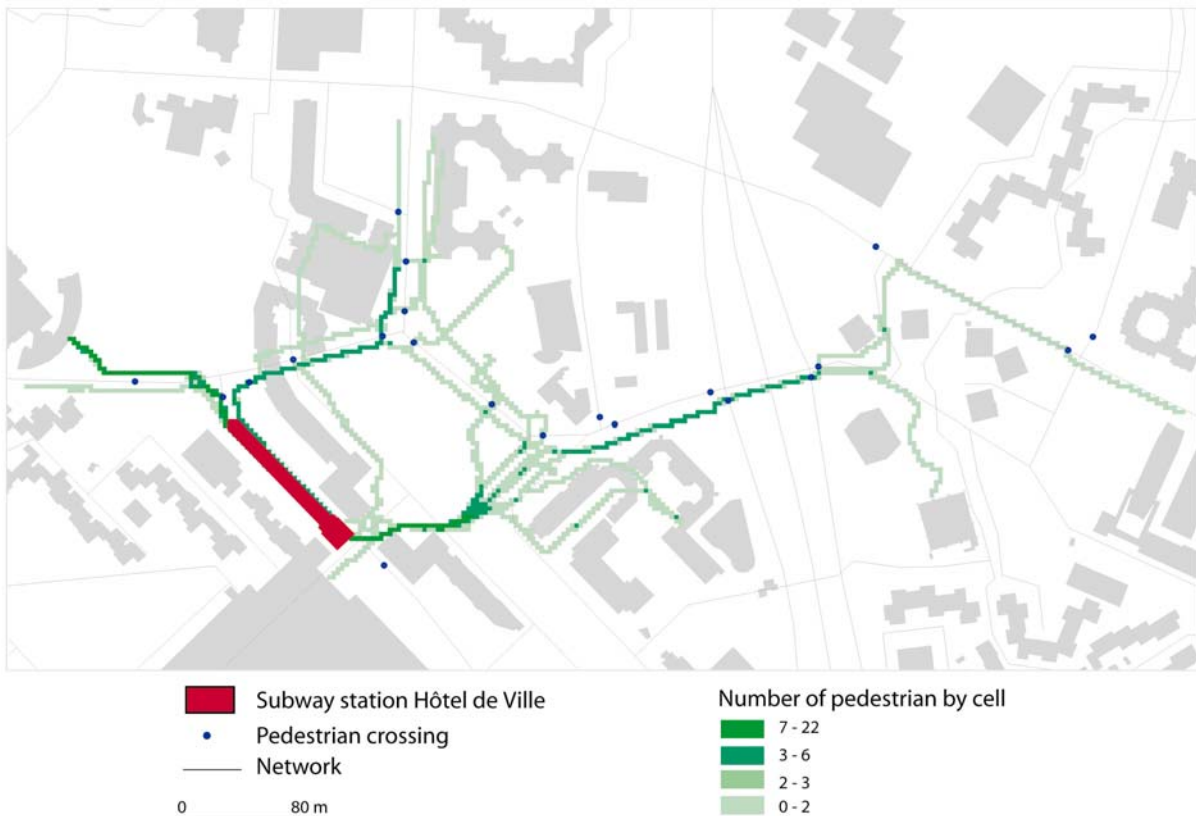 Subway station Hôtel de Ville
Pedestrian crossing
Network
0 80 m
Number of pedestrian by cell
7 - 22
3 - 6
2 - 3
0 - 2